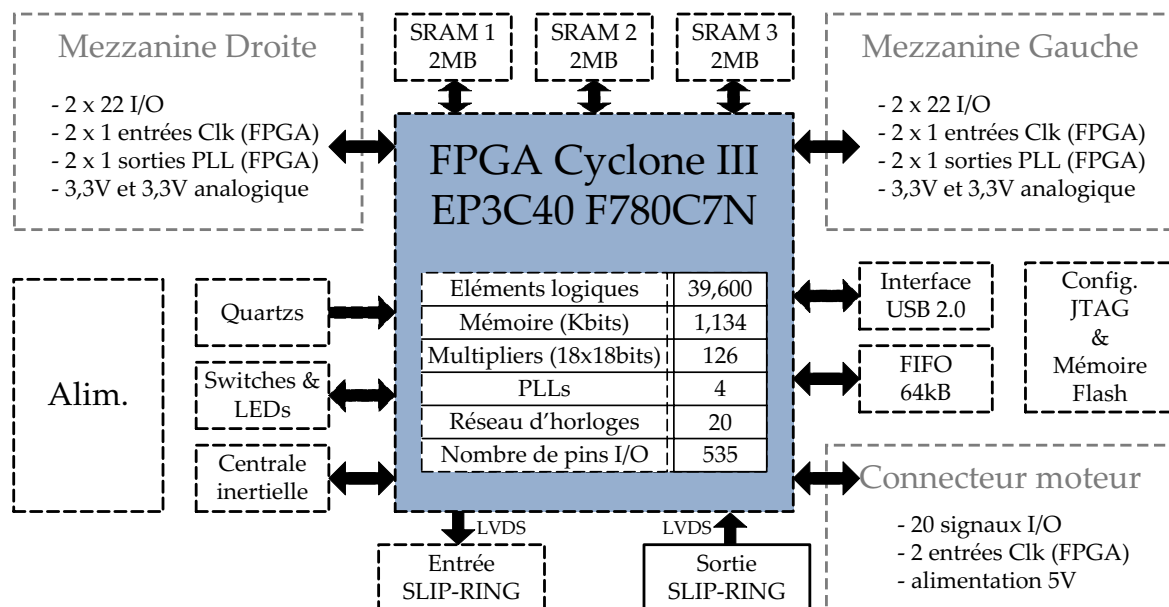 Mezzanine Droite
- 2 x 22 I/O
- 2 x 1 entrées Clk (FPGA)
- 2 x 1 sorties PLL (FPGA)
- 3,3V et 3,3V analogique
SRAM 1
2MB
SRAM 2
2MB
SRAM 3
2MB
Mezzanine Gauche
- 2 x 22 I/O
- 2 x 1 entrées Clk (FPGA)
- 2 x 1 sorties PLL (FPGA)
- 3,3V et 3,3V analogique
FPGA Cyclone III
EP3C40 F780C7N
Eléments logiques 39,600
Mémoire (Kbits) 1,134
Multipliers (18x18bits) 126
PLLs 4
Réseau d'horloges 20
Nombre de pins I/O 535
Alim.
Quartzs
Switches &
LEDs
Centrale
inertielle
Interface
USB 2.0
FIFO
64kB
Config.
JTAG
&
Mémoire
Flash
Connecteur moteur
- 20 signaux I/O
- 2 entrées Clk (FPGA)
- alimentation 5V
LVDS
Entrée
SLIP-RING
LVDS
Sortie
SLIP-RING